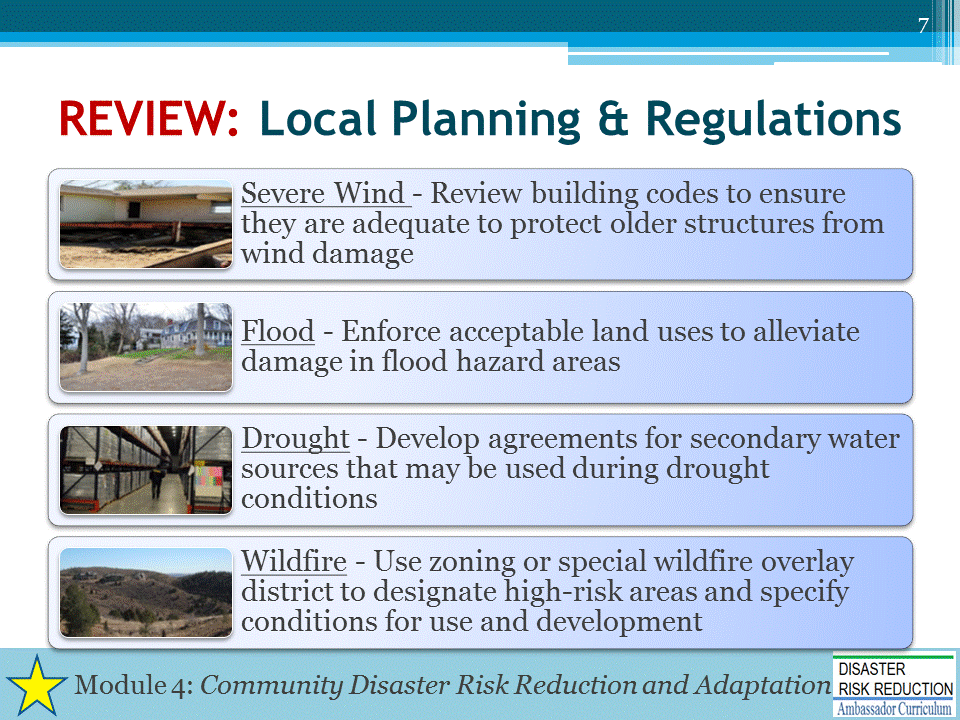 7
REVIEW: Local Planning & Regulations
Severe Wind - Review building codes to ensure
they are adequate to protect older structures from
wind damage
Flood - Enforce acceptable land uses to alleviate
damage in flood hazard areas
Drought - Develop agreements for secondary water
sources that may be used during drought
conditions
Wildfire - Use zoning or special wildfire overlay
district to designate high-risk areas and specify
conditions for use and development
Module 4: Community Disaster Risk Reduction and Adaptation
DISASTER
RISK REDUCTION
Ambassador Curriculum